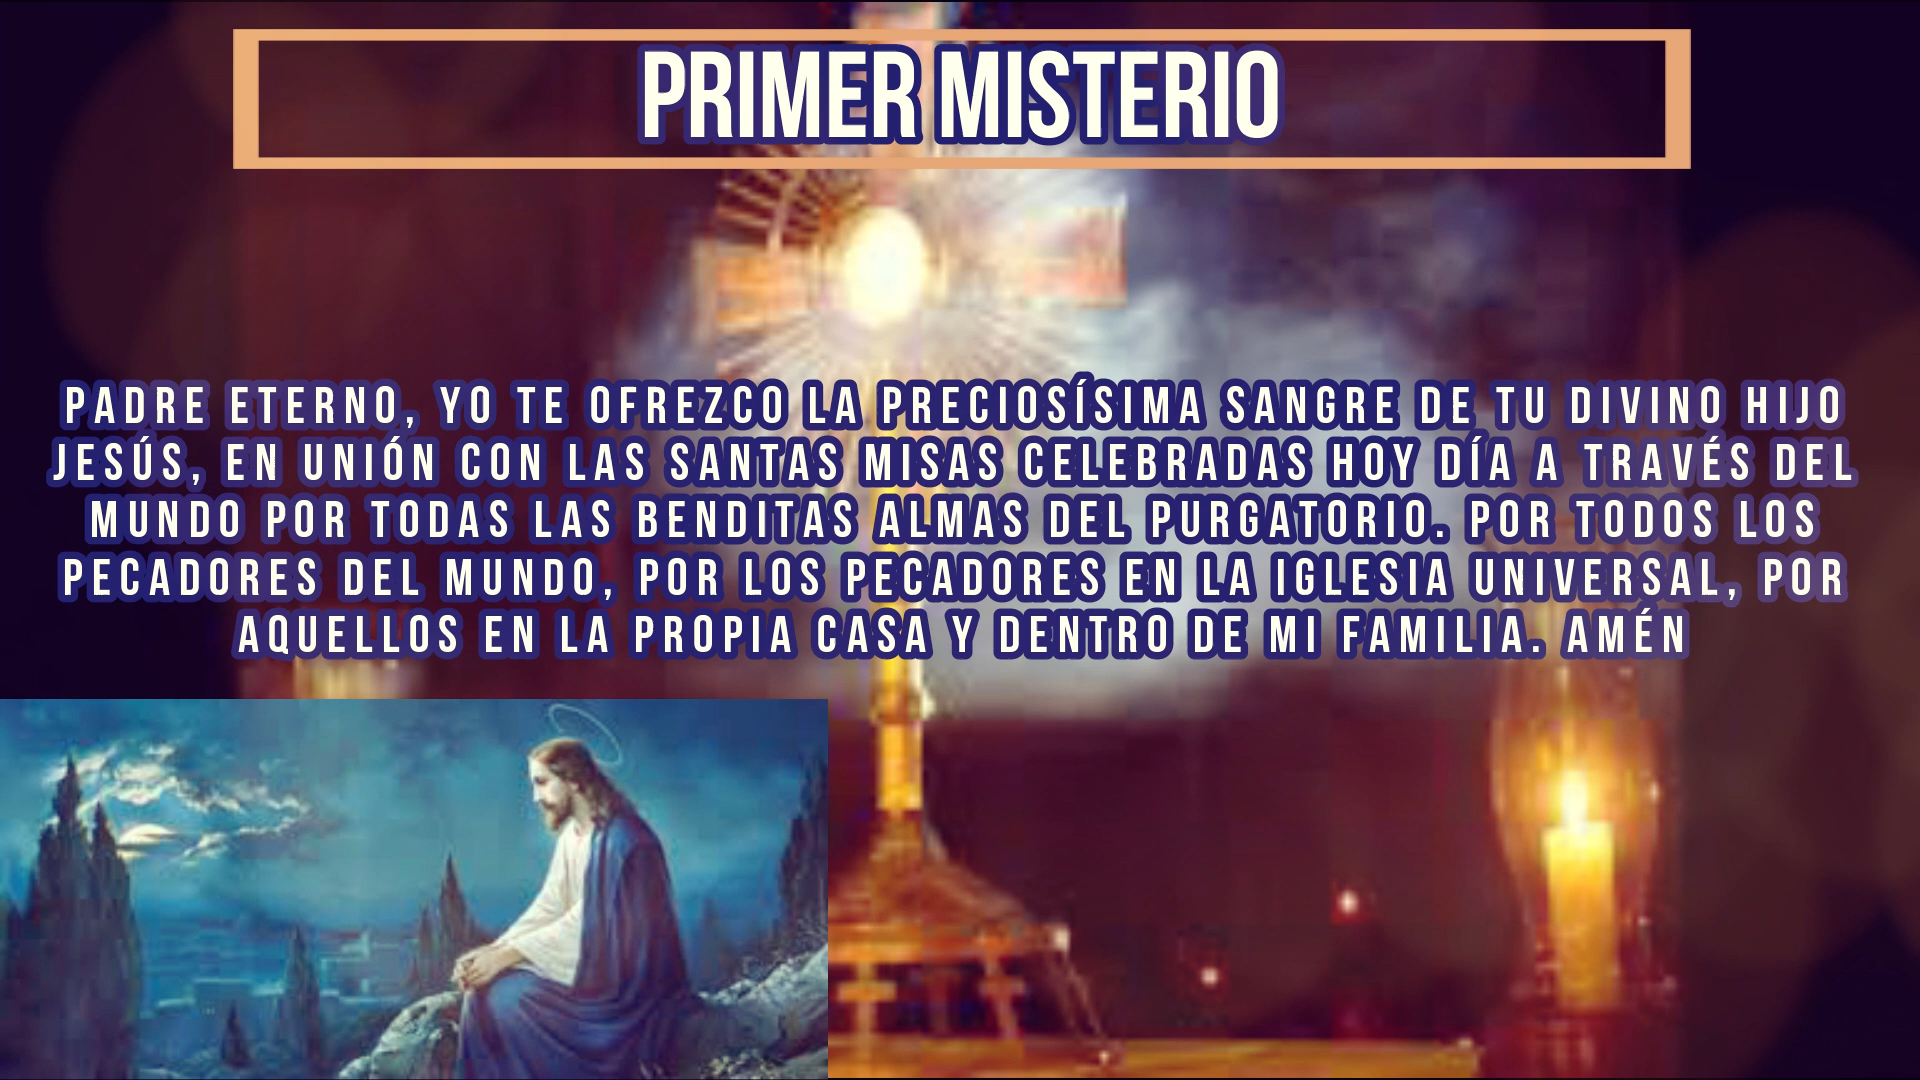 PRIMER MISTERIO
PADRE ETERNO, YO TE OFREZCO LA PRECIOSÍSIMA SANGRE DE TU DIVINO HIJO
JESÚS, EN UNIÓN CON LAS SANTAS MISAS CELEBRADAS HOY DÍA A TRAVÉS DEL
MUNDO POR TODAS LAS BENDITAS ALMAS DEL PURGATORIO. POR TODOS LOS
PECADORES DEL MUNDO, POR LOS PECADORES EN LA IGLESIA UNIVERSAL, POR
AQUELLOS EN LA PROPIA CASA Y DENTRO DE MI FAMILIA. AMÉN